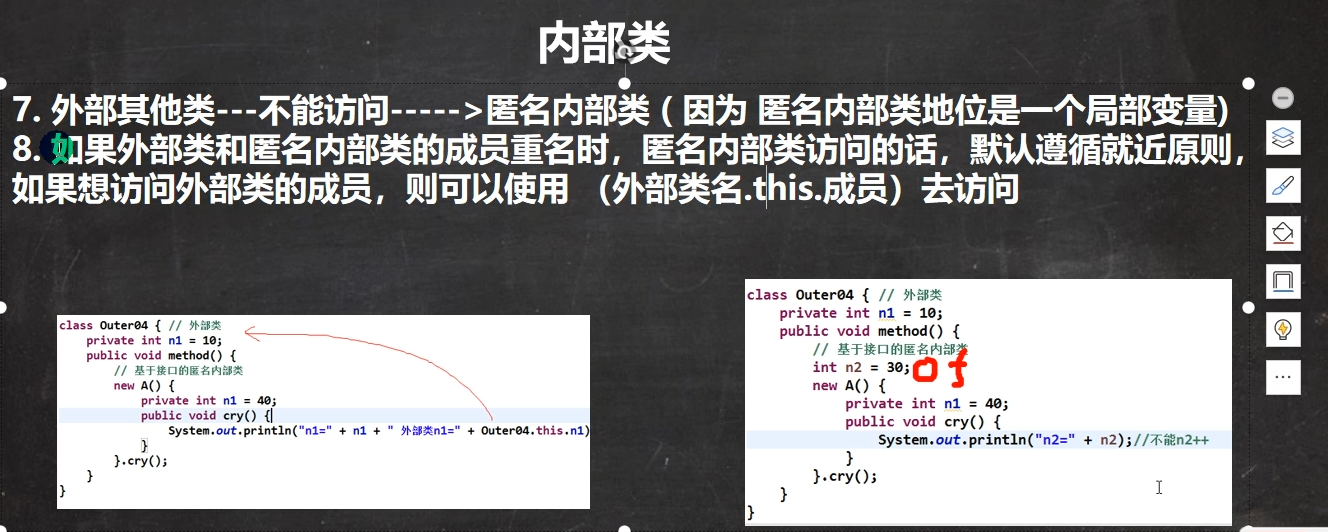 内部类
7. 外部其他类---不能访问----->匿名内部类 ( 因为 匿名内部类地位是一个局部变量)
8. 如果外部类和匿名内部类的成员重名时，匿名内部类访问的话，默认遵循就近原则，
如果想访问外部类的成员，则可以使用 （外部类名.this.成员）去访问
class Outer04 { // 外部类
private int n1 = 10;
public void method() {
// 基于接口的匿名内部类
new A() {
private int n1 = 40;
public void cry() {
System.out.println("n1=" + n1 + " 外部类n1=" + Outer04.this.n1)
}
}.cry();
}
}
class Outer04 { // 外部类
private int n1 = 10;
public void method() {
// 基于接口的匿名内部类
int n2 = 30;
new A() {
private int n1 = 40;
public void cry() {
System.out.println("n2=" + n2);//不能n2++
}
}.cry();
}
}